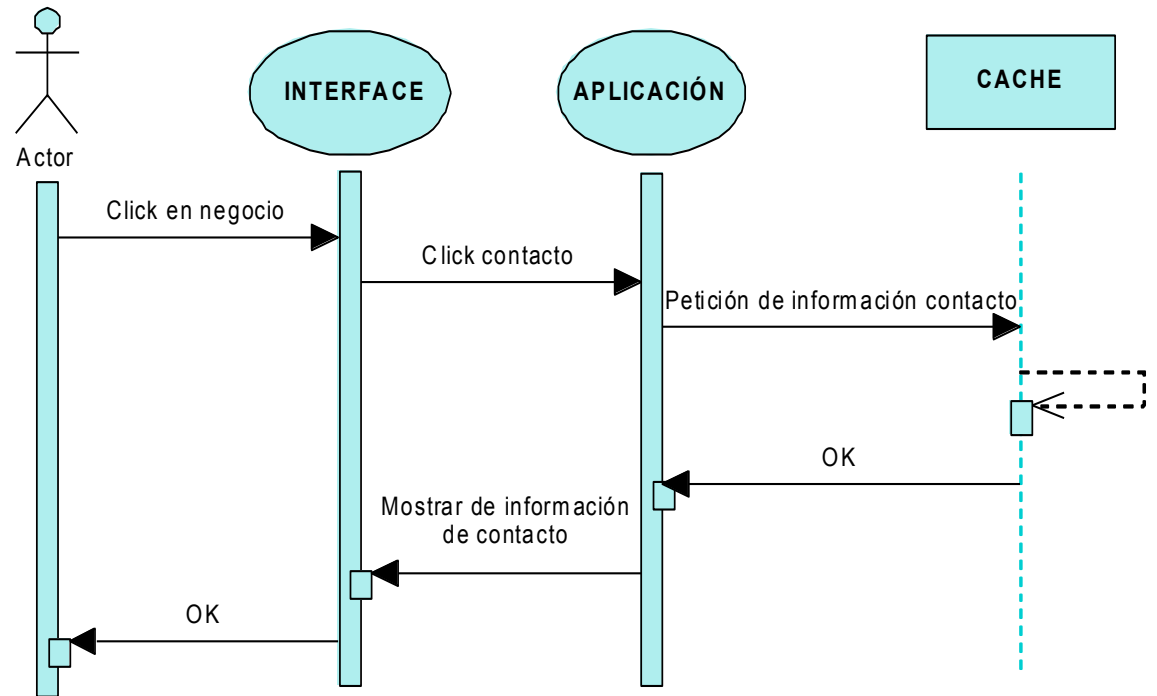 INTERFACE
APLICACIÓN
CACHE
Actor
Click en negocio
Click contacto
Petición de información contacto
OK
Mostrar de información
de contacto
OK